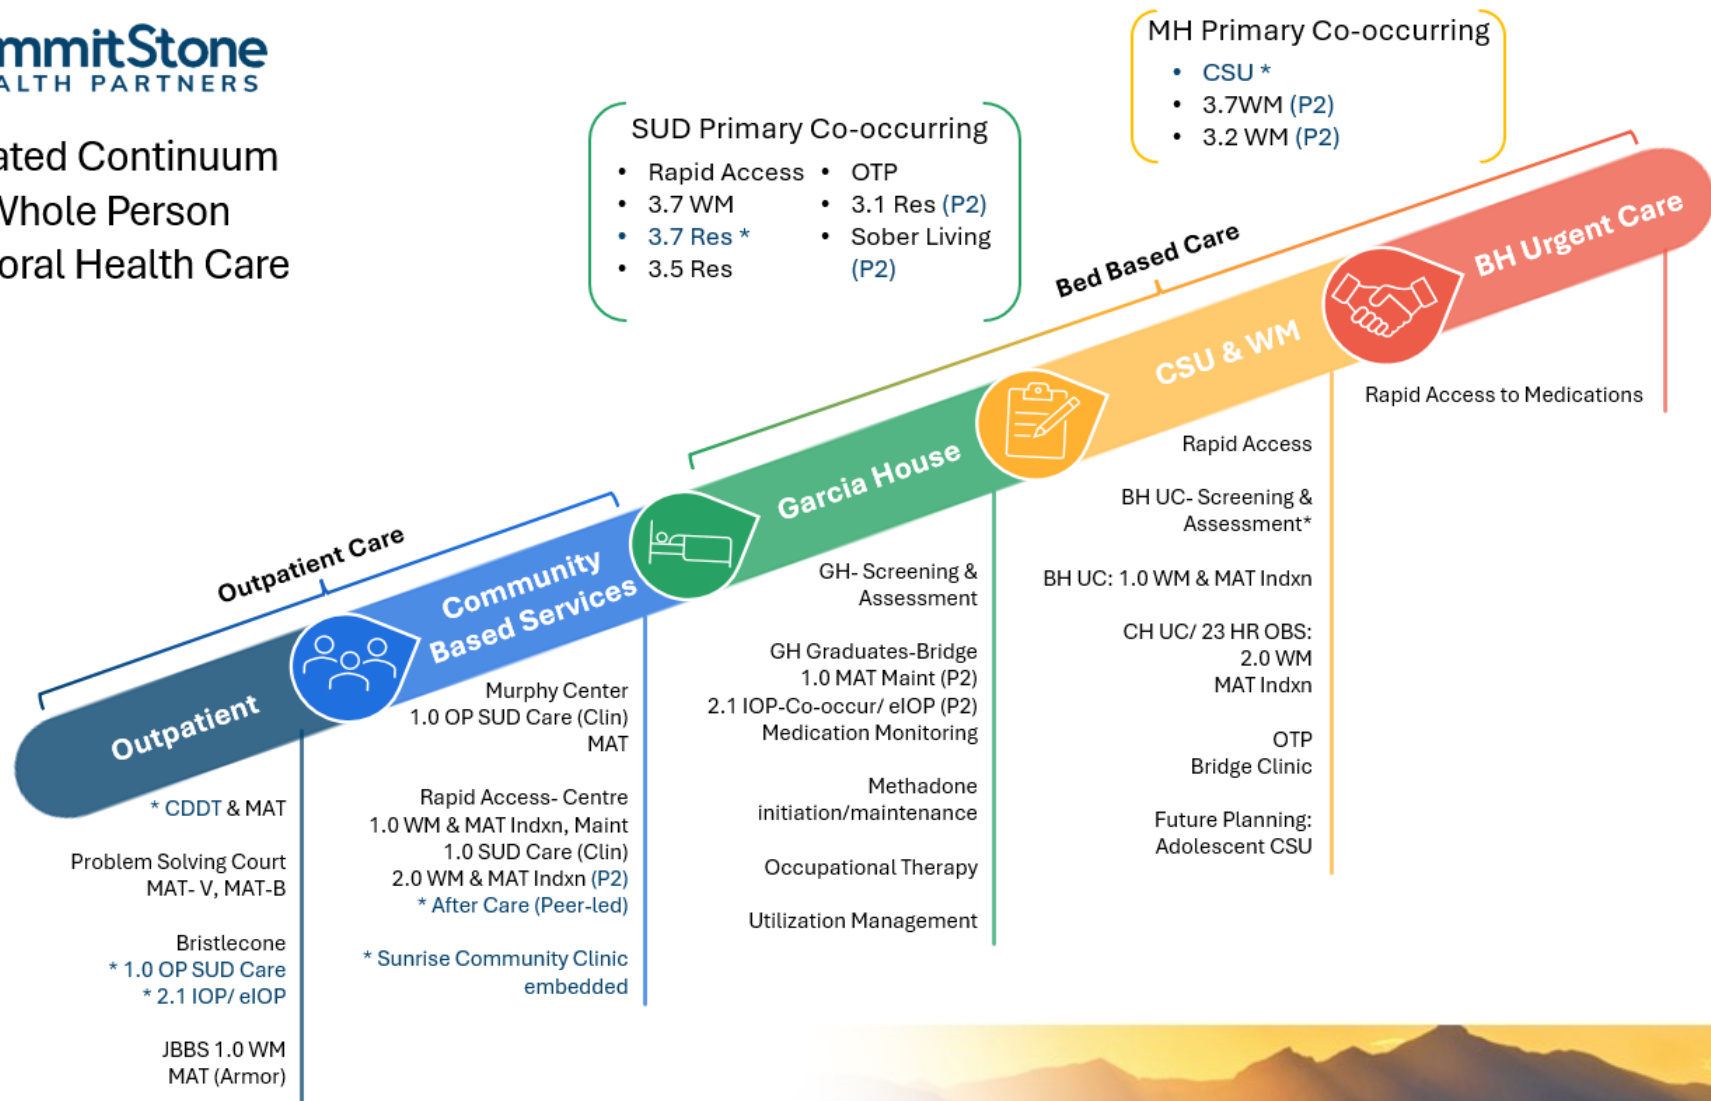 mmitStone
ALTH PARTNERS
ated Continuum
Whole Person
oral Health Care
SUD Primary Co-occurring
• Rapid Access
• 3.7 WM
• 3.7 Res *
• 3.5 Res
• OTP
• 3.1 Res (P2)
• Sober Living
(P2)
MH Primary Co-occurring
• CSU *
• 3.7WM (P2)
• 3.2 WM (P2)
Outpatient Care
Bed Based Care
Outpatient
Community
Based Services
Garcia House
CSU & WM
BH Urgent Care
* CDDT & MAT
Problem Solving Court
MAT- V, MAT-B
Bristlecone
* 1.0 OP SUD Care
* 2.1 IOP/ eIOP
JBBS 1.0 WM
MAT (Armor)
Murphy Center
1.0 OP SUD Care (Clin)
MAT
Rapid Access- Centre
1.0 WM & MAT Indxn, Maint
1.0 SUD Care (Clin)
2.0 WM & MAT Indxn (P2)
* After Care (Peer-led)
* Sunrise Community Clinic
embedded
GH- Screening &
Assessment
GH Graduates-Bridge
1.0 MAT Maint (P2)
2.1 IOP-Co-occur/ eIOP (P2)
Medication Monitoring
Methadone
initiation/maintenance
Occupational Therapy
Utilization Management
Rapid Access
BH UC- Screening &
Assessment*
BH UC: 1.0 WM & MAT Indxn
CH UC/ 23 HR OBS:
2.0 WM
MAT Indxn
OTP
Bridge Clinic
Future Planning:
Adolescent CSU
Rapid Access to Medications